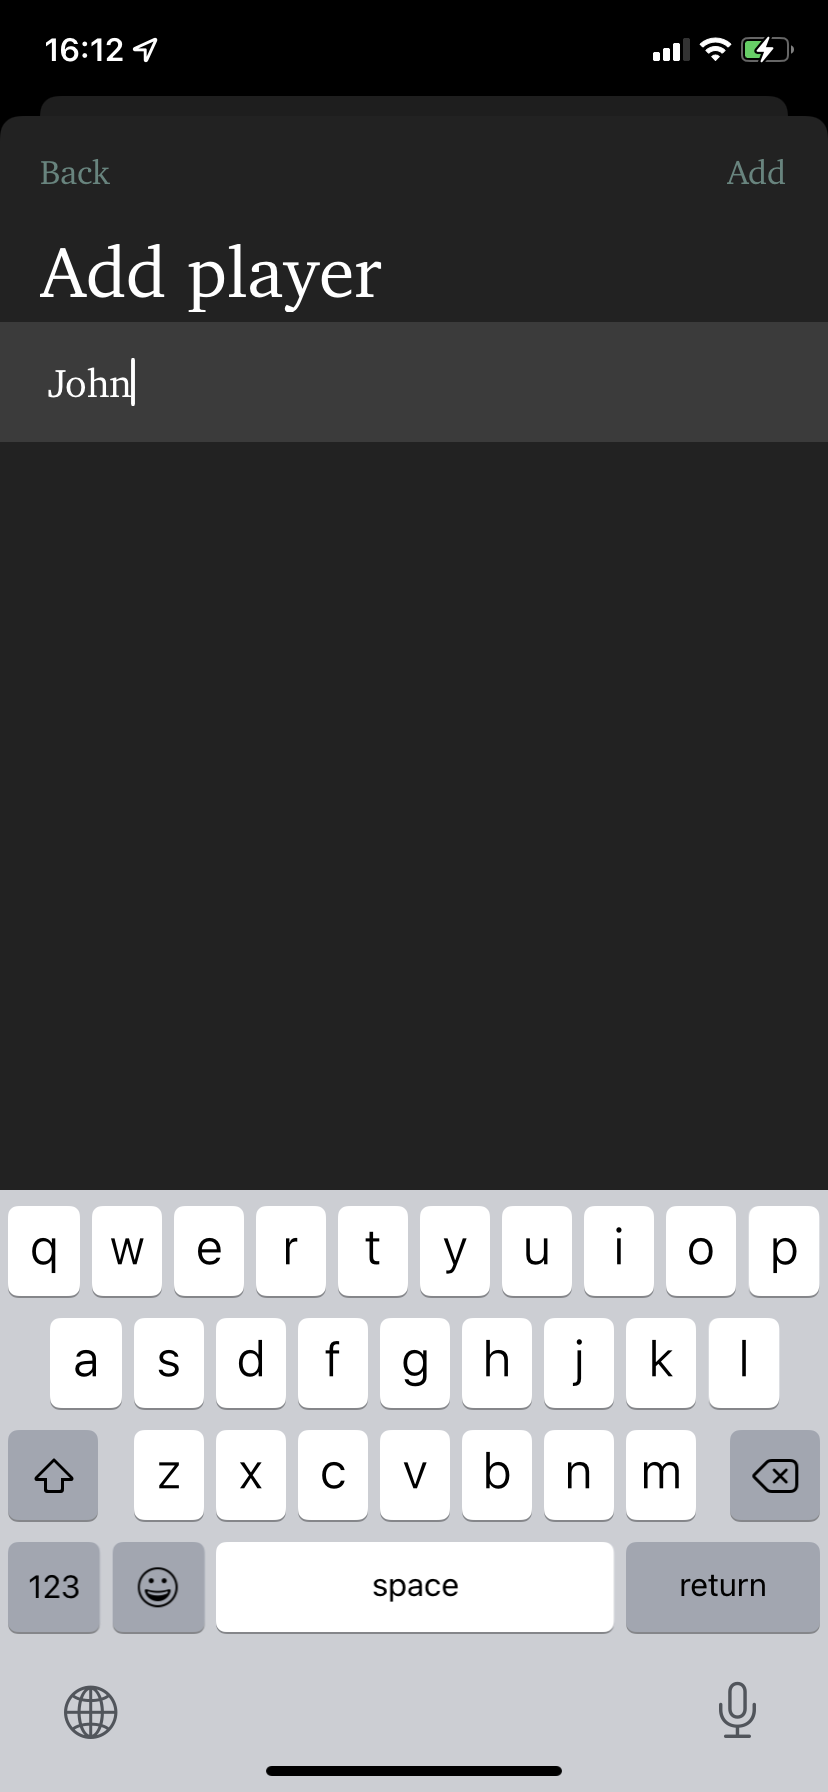 16:12
Back Add
Add player
John
q w e r t y u i o p
a s d f g h j k l
z x c v b n m
123 space return